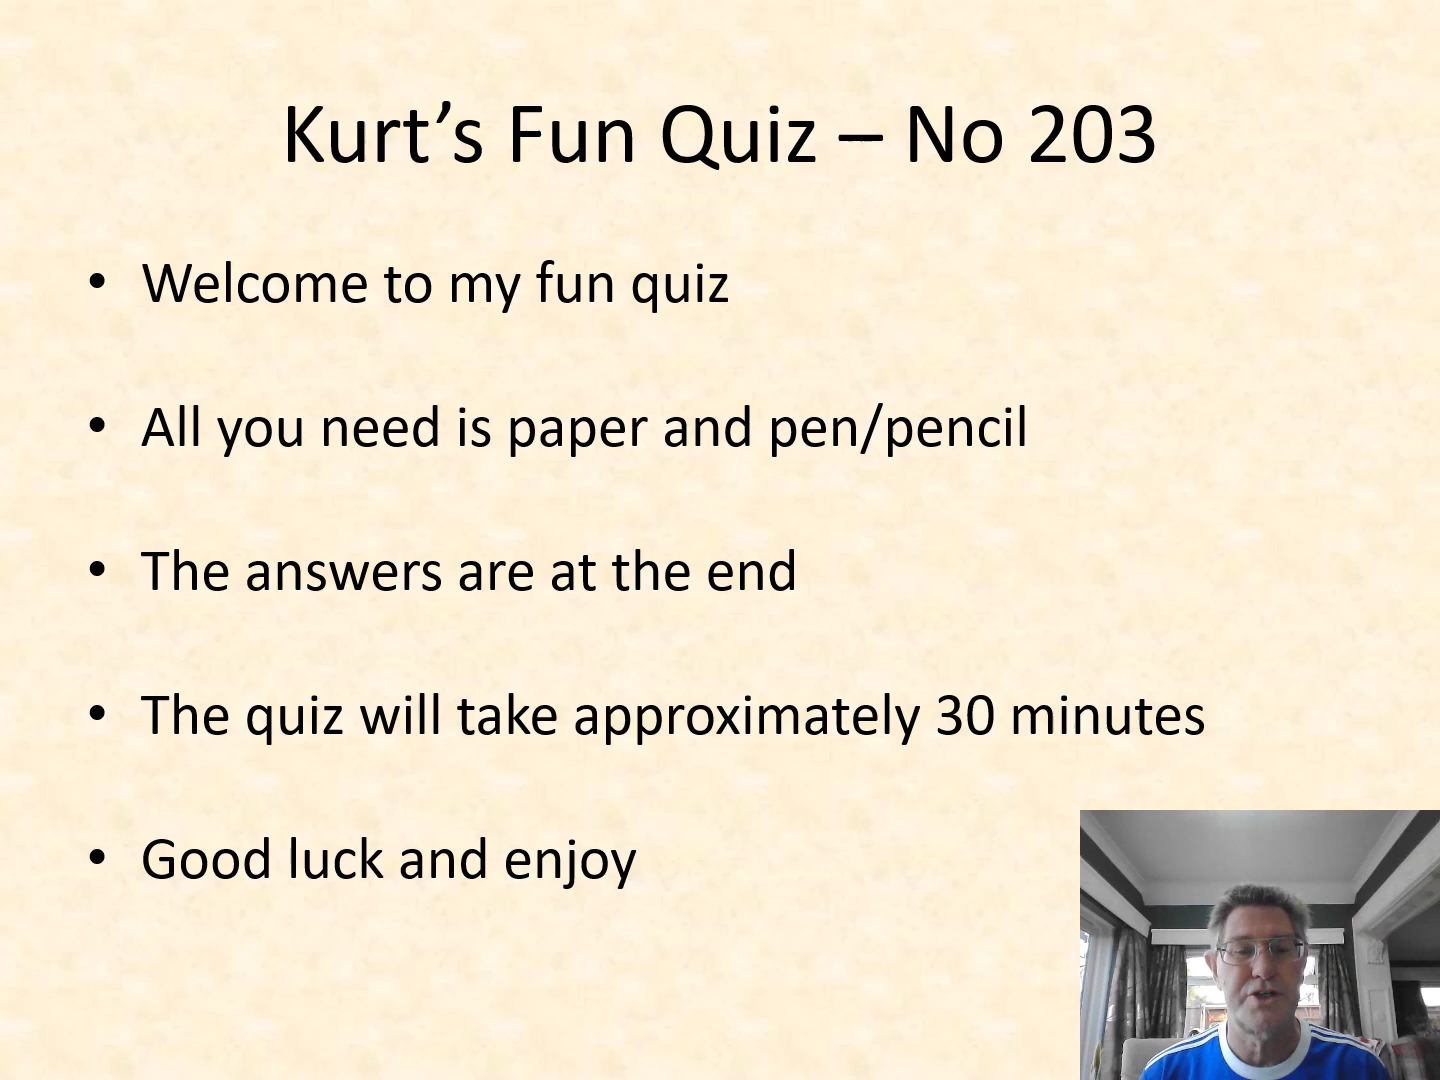 Kurt’s Fun Quiz – No 203
• Welcome to my fun quiz
• All you need is paper and pen/pencil
• The answers are at the end
• The quiz will take approximately 30 minutes
• Good luck and enjoy